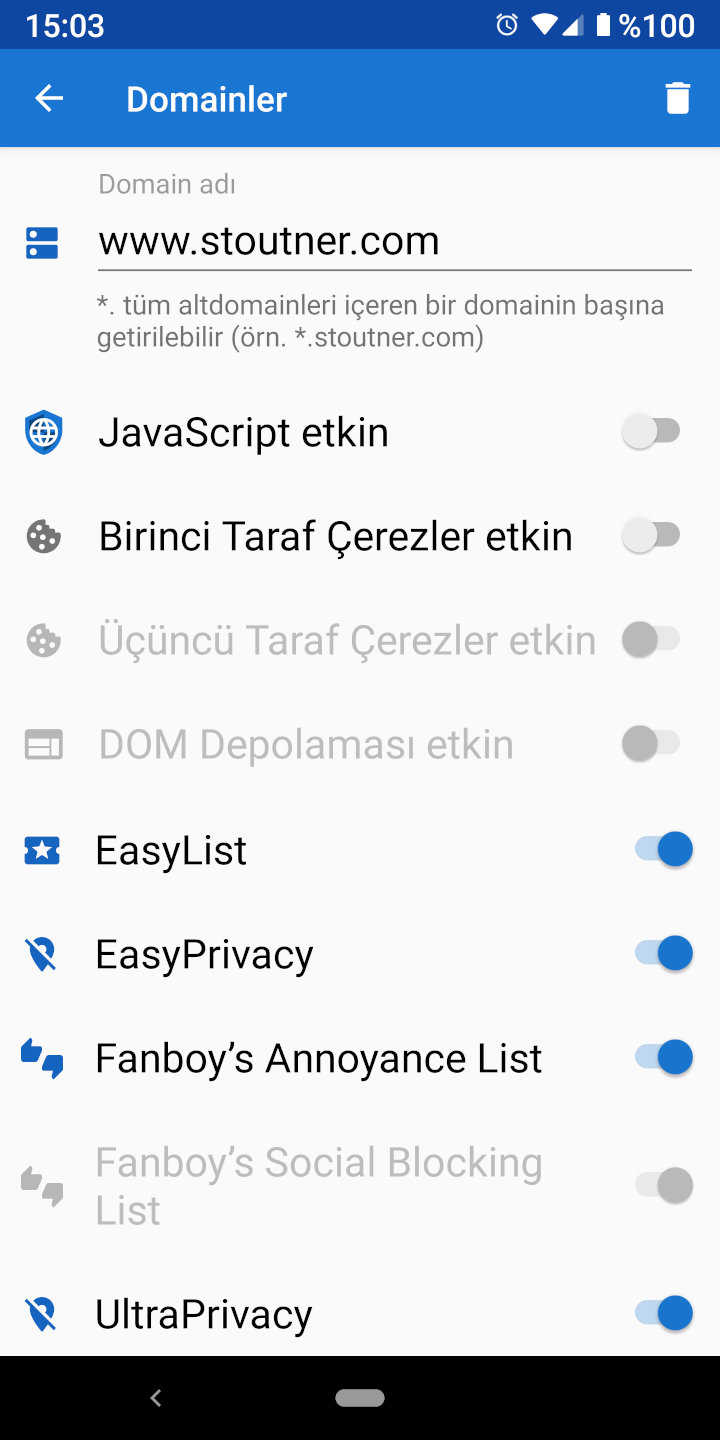 15:03
%100
Domainler
Domain adı
www.stoutner.com
*. tüm altdomainleri içeren bir domainin başına
getirilebilir (örn. *.stoutner.com)
JavaScript etkin
Birinci Taraf Çerezler etkin
Üçüncü Taraf Çerezler etkin
DOM Depolaması etkin
EasyList
EasyPrivacy
Fanboy’s Annoyance List
Fanboy’s Social Blocking
List
UltraPrivacy